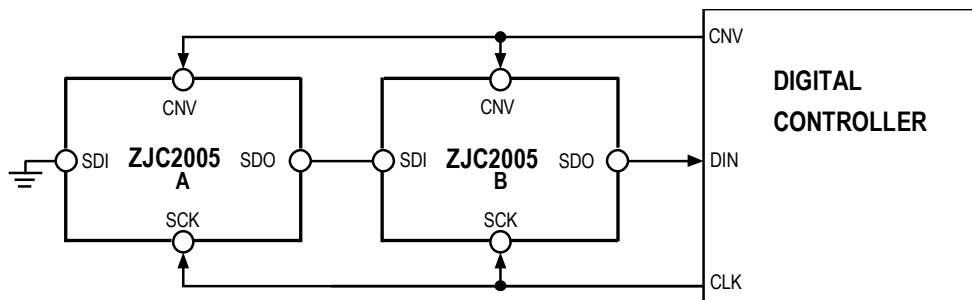 CNV
DIGITAL
CONTROLLER
CNV
CNV
SDI
ZJC2005
A
SDO
SDI
ZJC2005
B
SDO
DIN
SCK
SCK
CLK